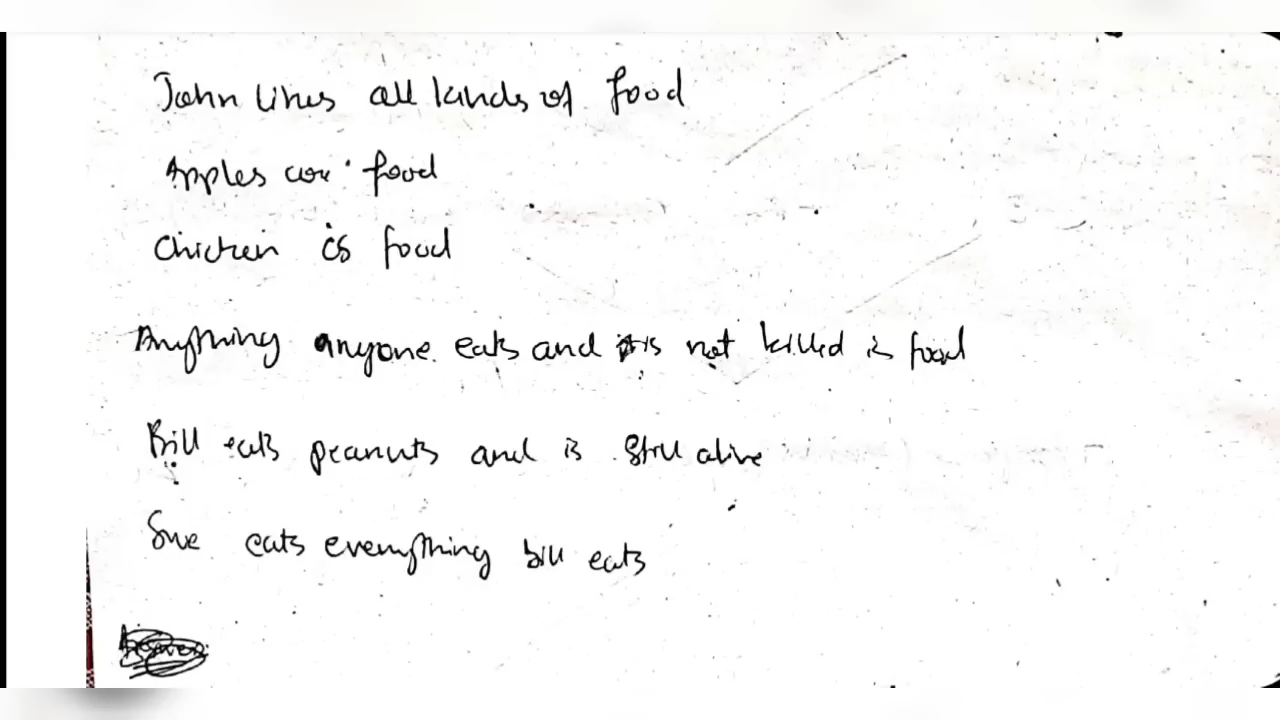 John likes all kinds of food
Apples are food
Chicken is food
Anything anyone eats and is not killed is food
Bill eats peanuts and is still alive
Sue eats everything bill eats